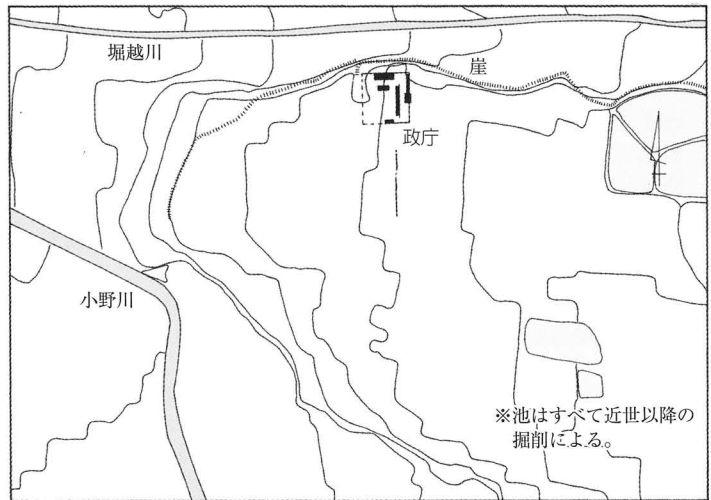 堀越川
崖
政庁
小野川
※池はすべて近世以降の
掘削による。